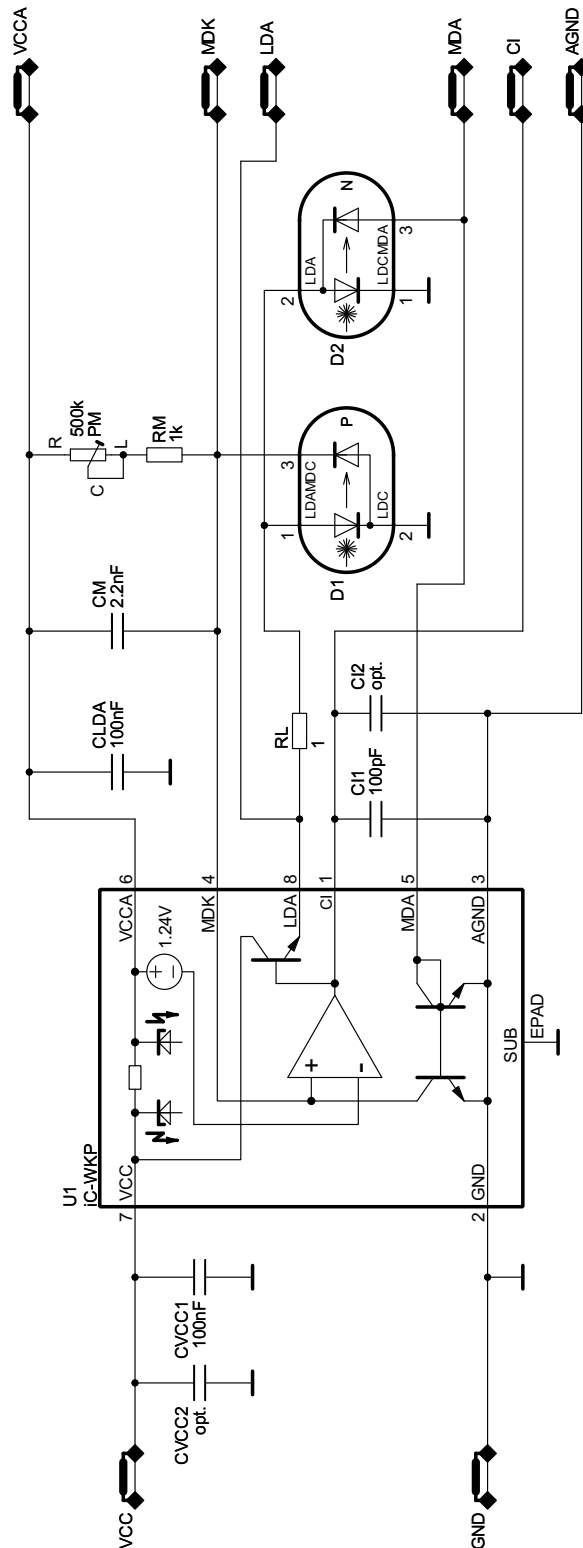 VCC
CVCC2
opt.
CVCC1
100nF
GND
U1
iC-WKP
7
VCC
VCCA
6
1.24V
+
-
MDK
4
LDA
8
CI
1
+
-
MDA
5
2
GND
AGND
3
SUB
EPAD
CLDA
100nF
CM
2.2nF
R
500k
PM
C
L
RM
1k
RL
1
CI1
100pF
CI2
opt.
1
3
LDAMDC
D1
P
LDC
2
2
LDA
D2
N
LDCMDA
1
3
VCCA
MDK
LDA
MDA
CI
AGND